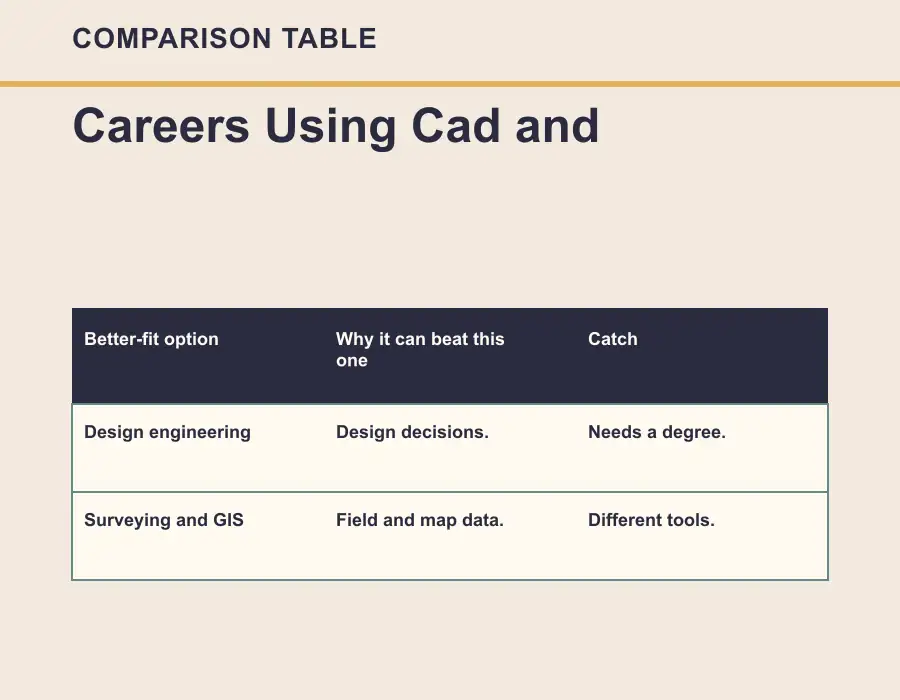 COMPARISON TABLE
Careers Using Cad and
Better-fit option
Why it can beat this
one
Catch
Design engineering
Design decisions.
Needs a degree.
Surveying and GIS
Field and map data.
Different tools.